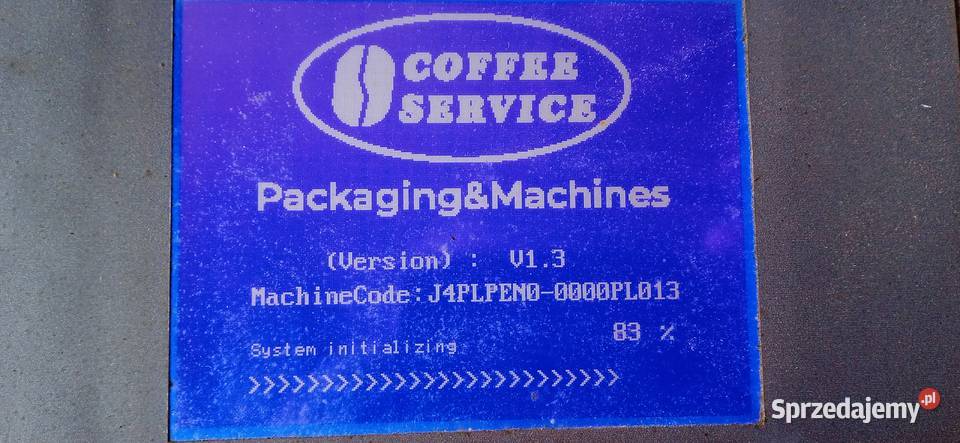 COFFEE
SERVICE
Packaging&Machines
(Version) : V1.3
MachineCode:J4PLPEN0-0000PL013
83 %
System initializing
>>>>>>>>>>>>>>>>>>>>>>>>>>
Sprzedajemy.pl